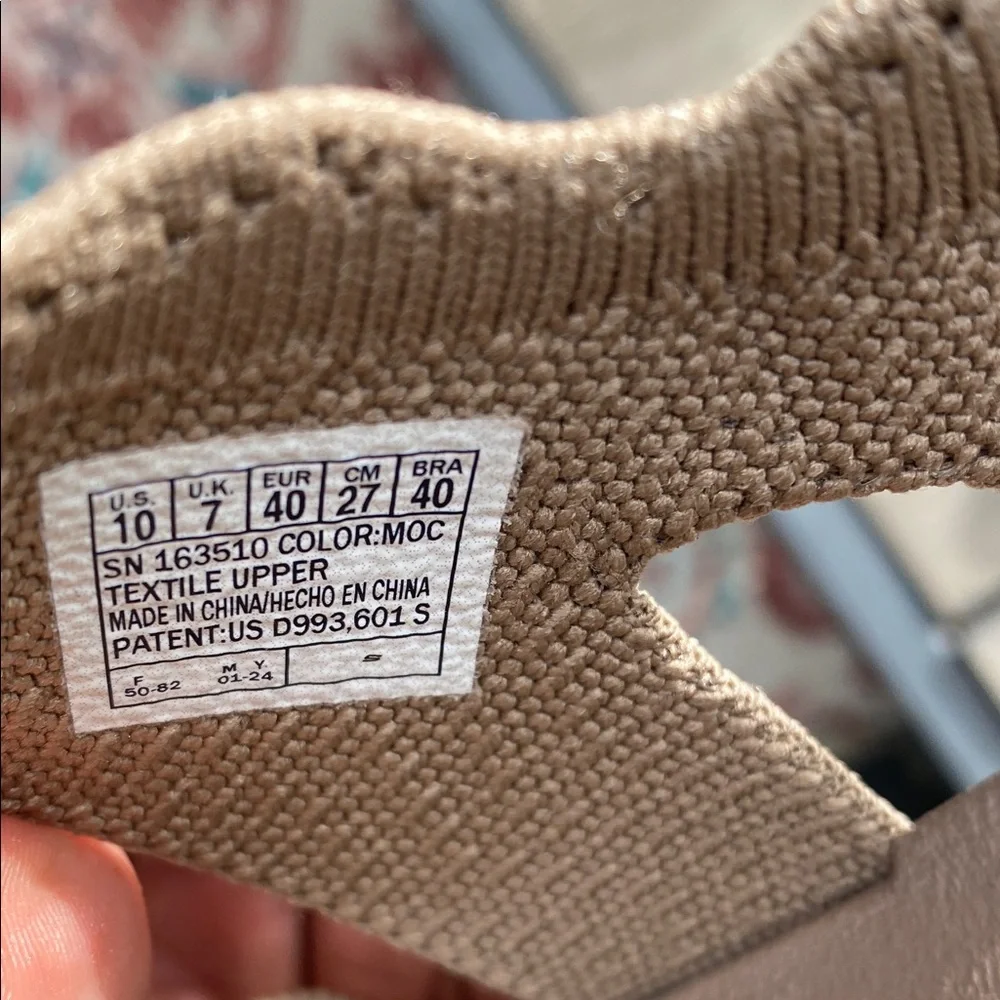 U.S. U.K. EUR CM BRA
10 7 40 27 40
SN 163510 COLOR:MOC
TEXTILE UPPER
MADE IN CHINA/HECHO EN CHINA
PATENT:US D993,601 S
F M Y.
50-82 01-24 S